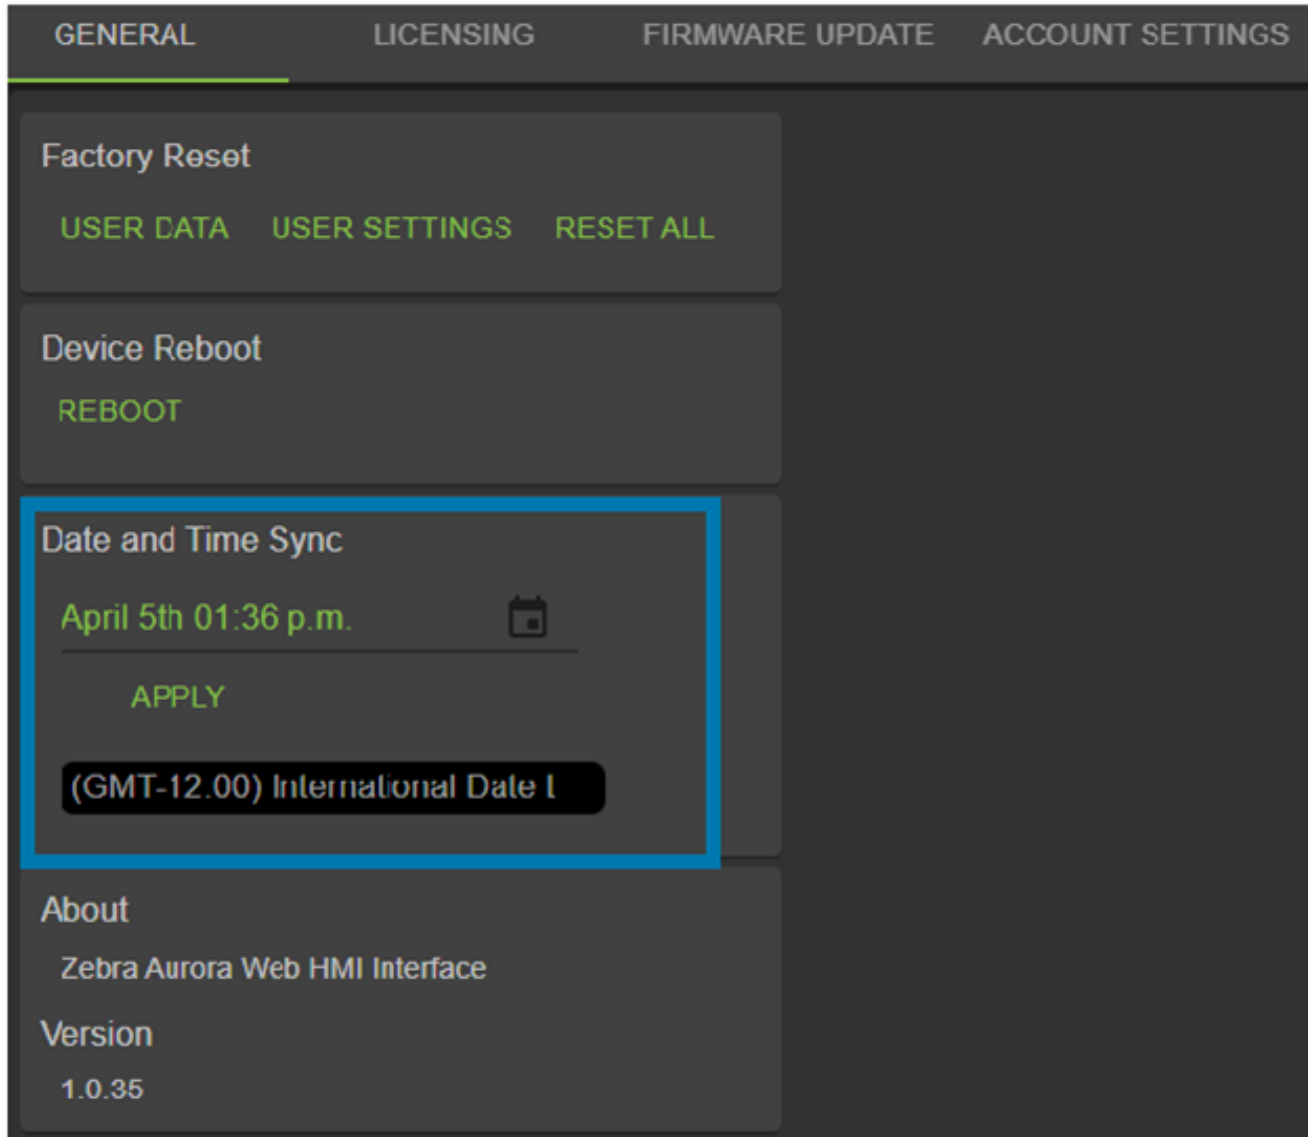 GENERAL LICENSING FIRMWARE UPDATE ACCOUNT SETTINGS
Factory Reset
USER DATA USER SETTINGS RESET ALL
Device Reboot
REBOOT
Date and Time Sync
April 5th 01:36 p.m.
APPLY
(GMT-12.00) International Date L
About
Zebra Aurora Web HMI Interface
Version
1.0.35